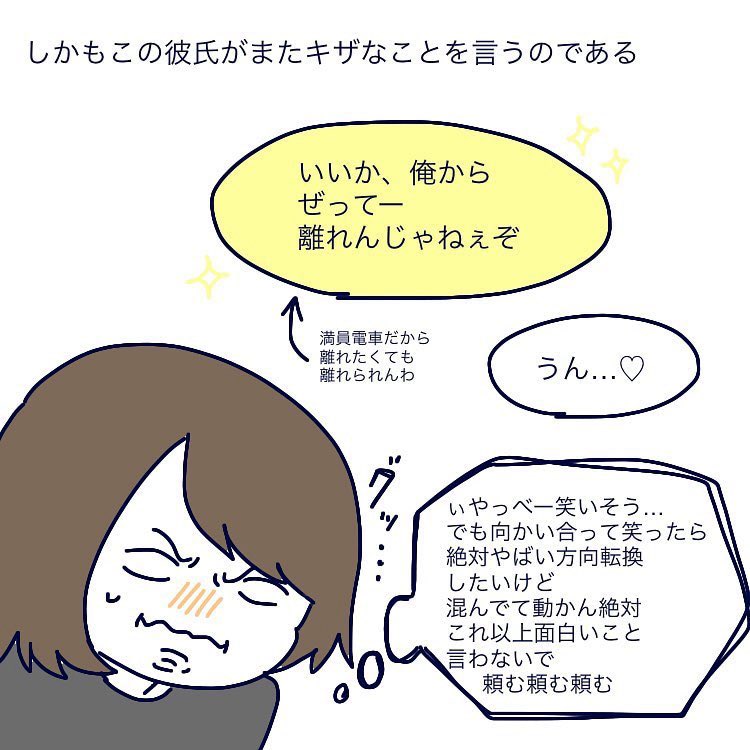 しかもこの彼氏がまたキザなことを言うのである
いいか、俺から
ぜってー
離れんじゃねぇぞ
満員電車だから
離れたくても
離れられんわ
うん…♡
グッ…
ぃやっべー笑いそう…
でも向かい合って笑ったら
絶対やばい方向転換
したいけど
混んでて動かん絶対
これ以上面白いこと
言わないで
頼む頼む頼む